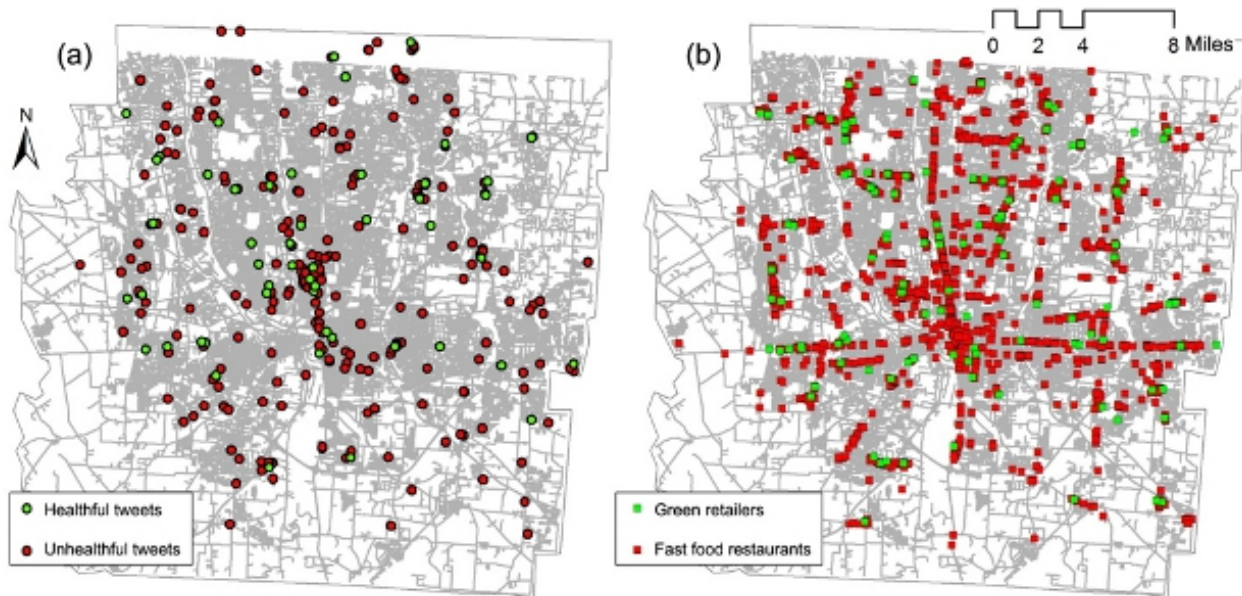 (a)
N
Healthful tweets
Unhealthful tweets
(b)
0 2 4 8 Miles
Green retailers
Fast food restaurants